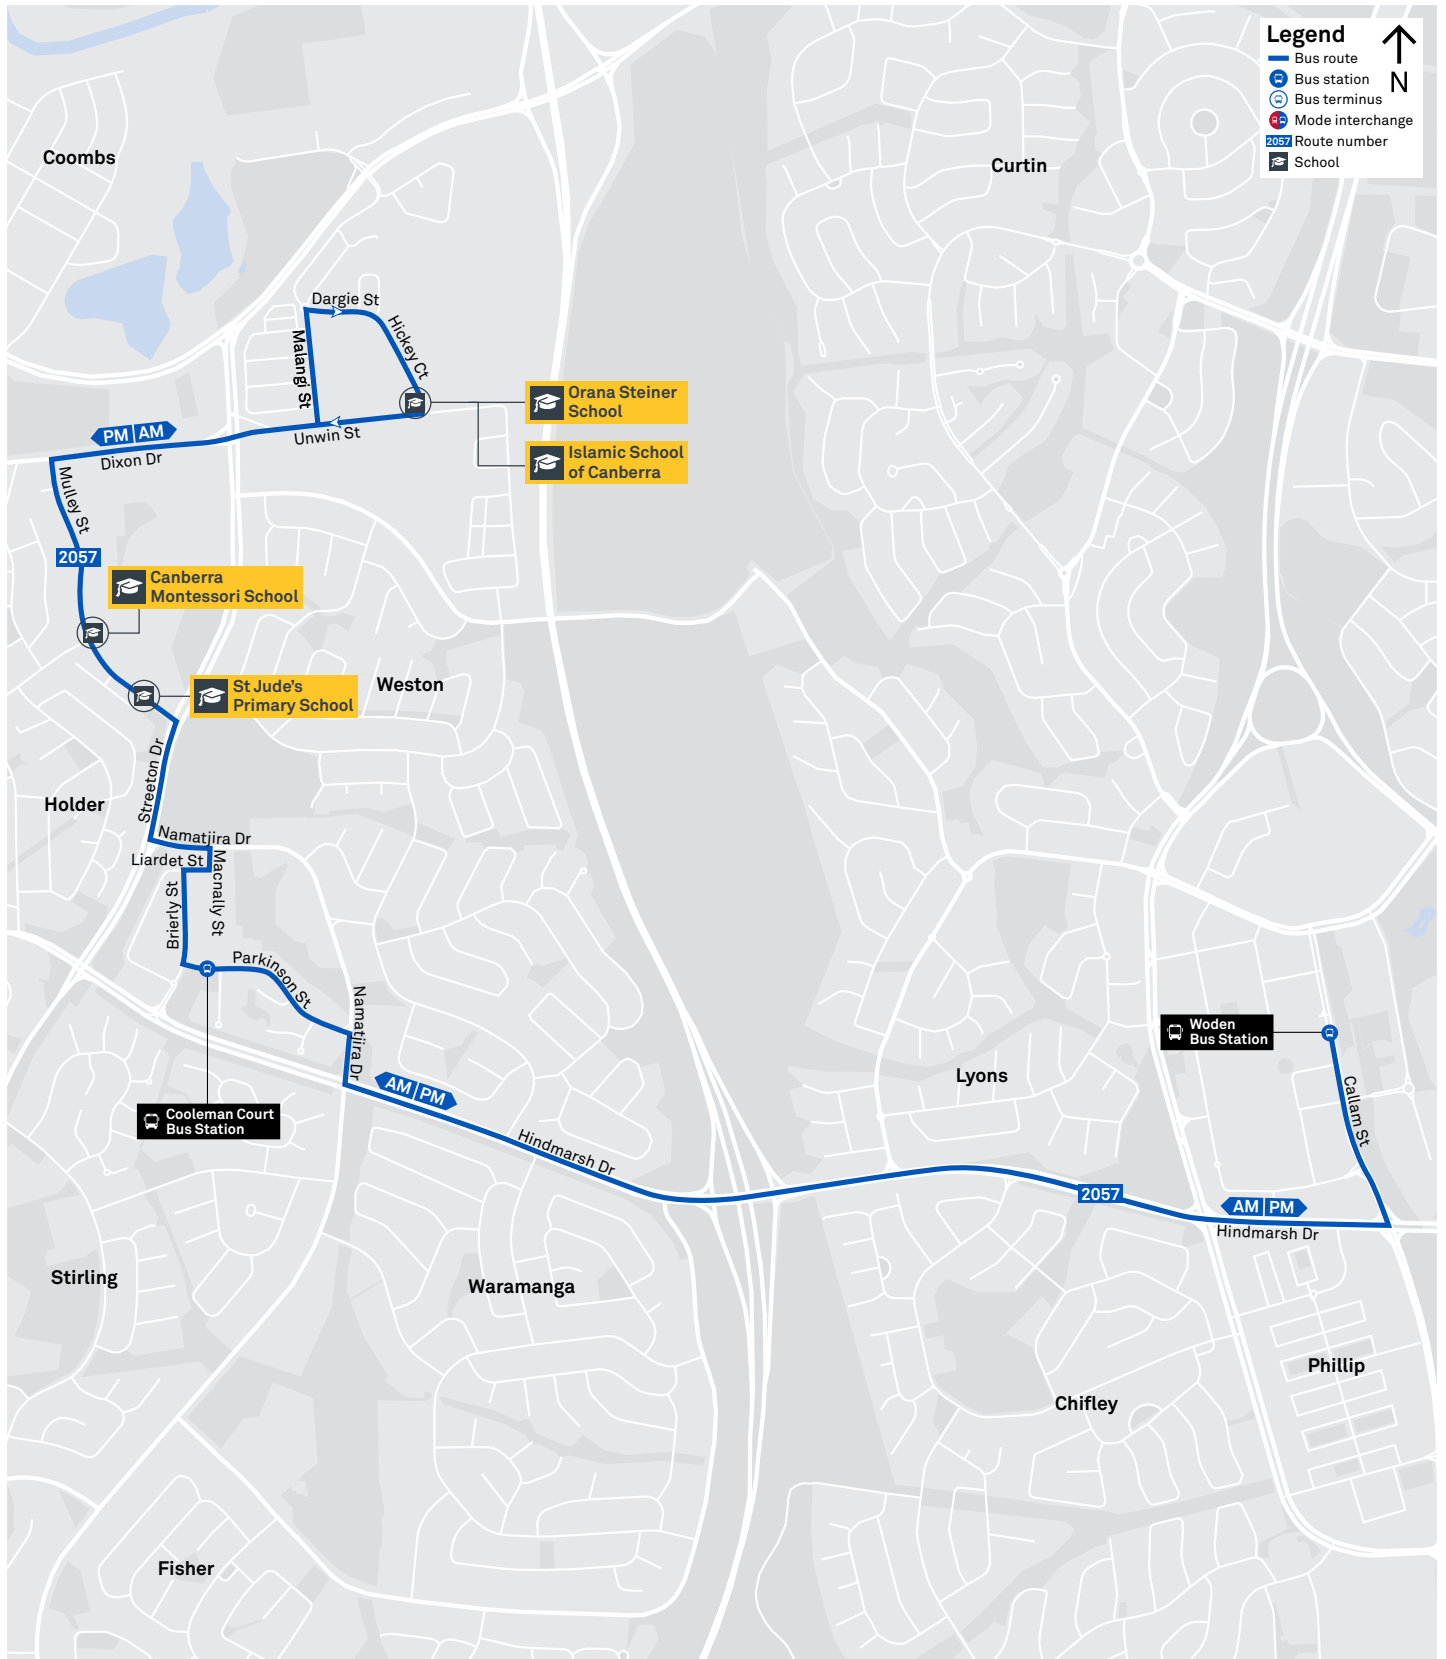 Legend
N
Bus route
Bus station
Bus terminus
Mode interchange
2057 Route number
School
Coombs
Curtin
Dargie St
Hickey Ct
Malangi St
Orana Steiner
School
PM AM
Unwin St
Dixon Dr
Islamic School
of Canberra
Mulley St
2057
Canberra
Montessori School
St Jude's
Primary School
Weston
Streeton Dr
Holder
Namatjira Dr
Liardet St
Macnally St
Brierly St
Parkinson St
Namatjira Dr
Woden
Bus Station
Lyons
Callam St
AM PM
Cooleman Court
Bus Station
Hindmarsh Dr
2057
AM PM
Hindmarsh Dr
Stirling
Waramanga
Phillip
Chifley
Fisher